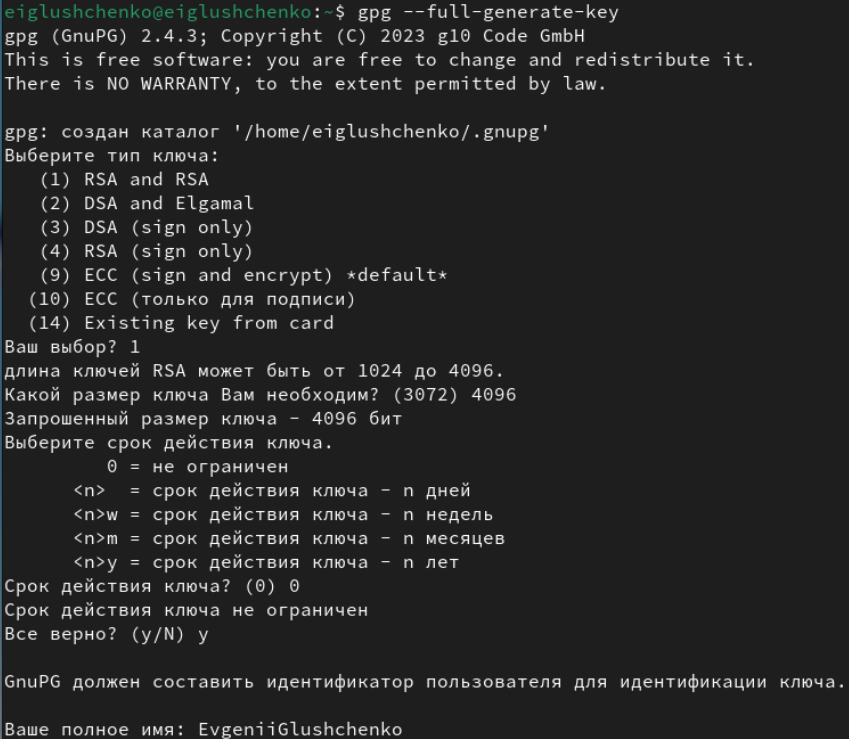 eiglushchenko@eiglushchenko:~$ gpg --full-generate-key
gpg (GnuPG) 2.4.3; Copyright (C) 2023 g10 Code GmbH
This is free software: you are free to change and redistribute it.
There is NO WARRANTY, to the extent permitted by law.

gpg: создан каталог '/home/eiglushchenko/.gnupg'
Выберите тип ключа:
   (1) RSA and RSA
   (2) DSA and Elgamal
   (3) DSA (sign only)
   (4) RSA (sign only)
   (9) ECC (sign and encrypt) *default*
  (10) ECC (только для подписи)
  (14) Existing key from card
Ваш выбор? 1
длина ключей RSA может быть от 1024 до 4096.
Какой размер ключа Вам необходим? (3072) 4096
Запрошенный размер ключа - 4096 бит
Выберите срок действия ключа.
         0 = не ограничен
      <n>  = срок действия ключа - n дней
      <n>w = срок действия ключа - n недель
      <n>m = срок действия ключа - n месяцев
      <n>y = срок действия ключа - n лет
Срок действия ключа? (0) 0
Срок действия ключа не ограничен
Все верно? (y/N) y

GnuPG должен составить идентификатор пользователя для идентификации ключа.

Ваше полное имя: EvgeniiGlushchenko